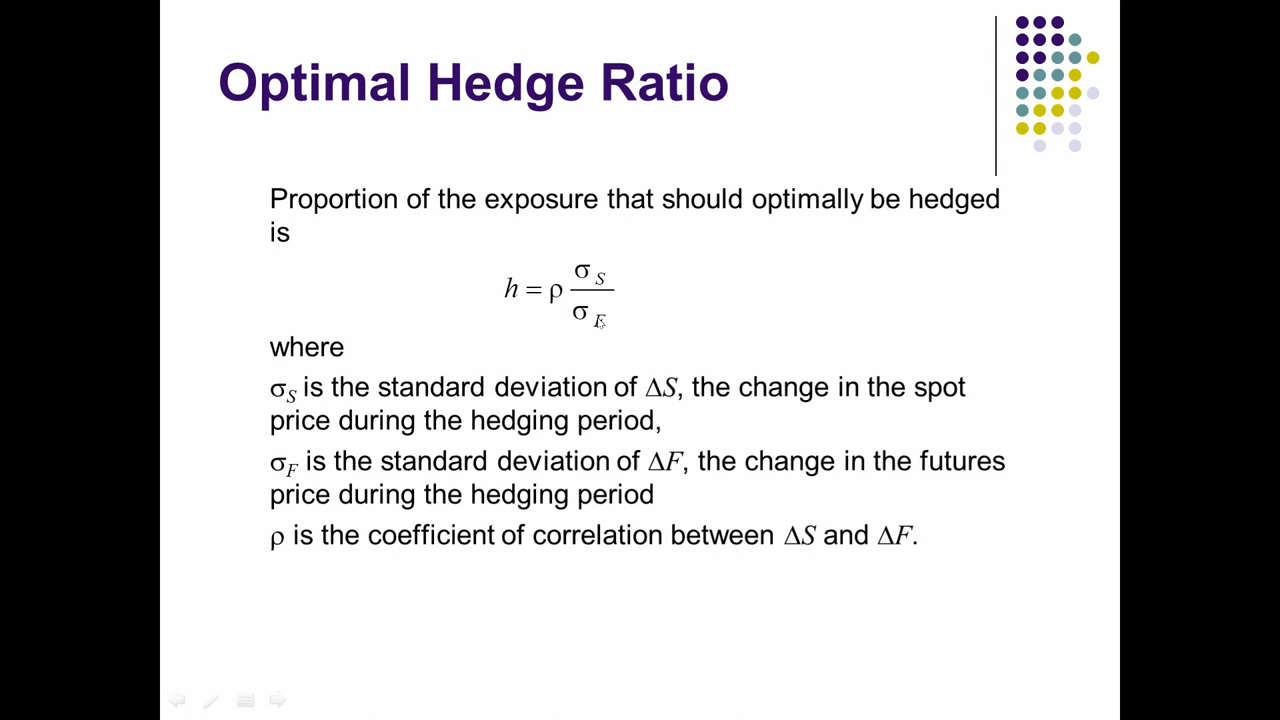 Optimal Hedge Ratio
Proportion of the exposure that should optimally be hedged
is
h = ρ σ S / σ F
where
σS is the standard deviation of ΔS, the change in the spot
price during the hedging period,
σF is the standard deviation of ΔF, the change in the futures
price during the hedging period
ρ is the coefficient of correlation between ΔS and ΔF.